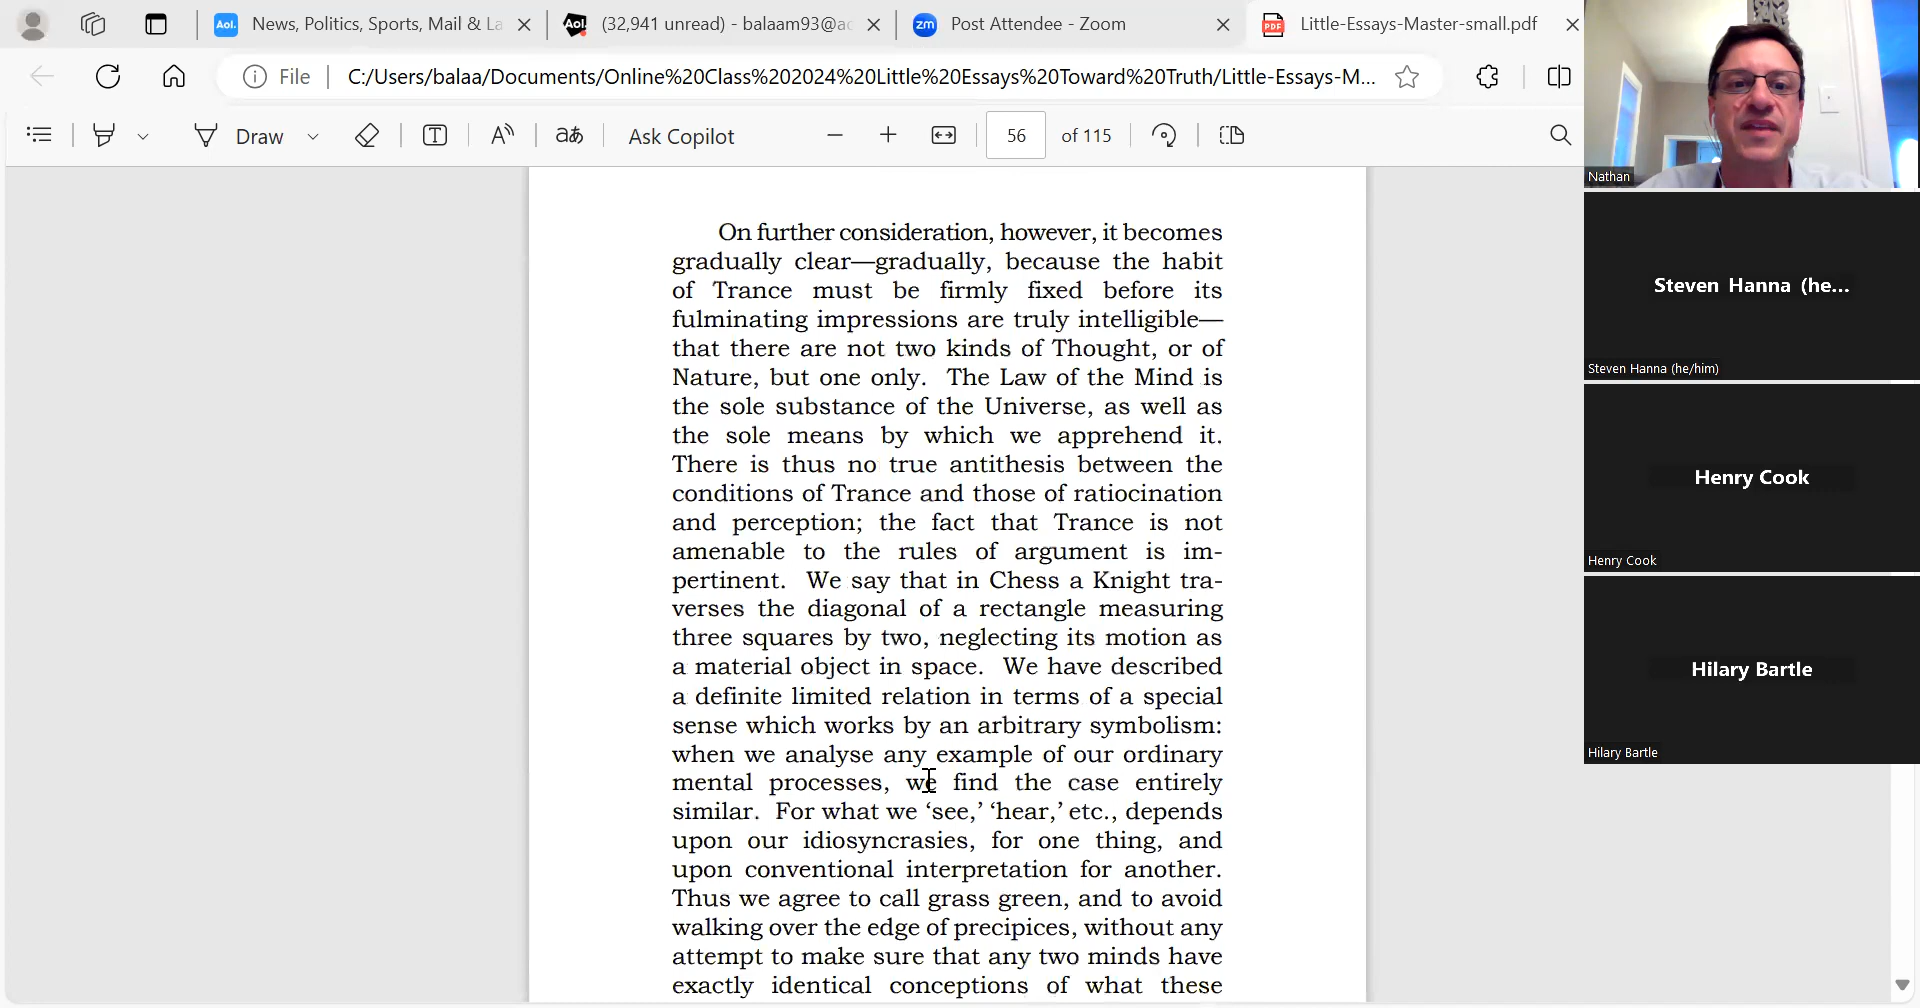 News, Politics, Sports, Mail & La
(32,941 unread) - balaam93@ao
Post Attendee - Zoom
Little-Essays-Master-small.pdf
File
C:/Users/balaa/Documents/Online%20Class%202024%20Little%20Essays%20Toward%20Truth/Little-Essays-M...
Draw
Ask Copilot
56
of 115
On further consideration, however, it becomes
gradually clear—gradually, because the habit
of Trance must be firmly fixed before its
fulminating impressions are truly intelligible—
that there are not two kinds of Thought, or of
Nature, but one only. The Law of the Mind is
the sole substance of the Universe, as well as
the sole means by which we apprehend it.
There is thus no true antithesis between the
conditions of Trance and those of ratiocination
and perception; the fact that Trance is not
amenable to the rules of argument is im-
pertinent. We say that in Chess a Knight tra-
verses the diagonal of a rectangle measuring
three squares by two, neglecting its motion as
a material object in space. We have described
a definite limited relation in terms of a special
sense which works by an arbitrary symbolism:
when we analyse any example of our ordinary
mental processes, we find the case entirely
similar. For what we ‘see,’ ‘hear,’ etc., depends
upon our idiosyncrasies, for one thing, and
upon conventional interpretation for another.
Thus we agree to call grass green, and to avoid
walking over the edge of precipices, without any
attempt to make sure that any two minds have
exactly identical conceptions of what these
Nathan
Steven Hanna (he...
Steven Hanna (he/him)
Henry Cook
Henry Cook
Hilary Bartle
Hilary Bartle